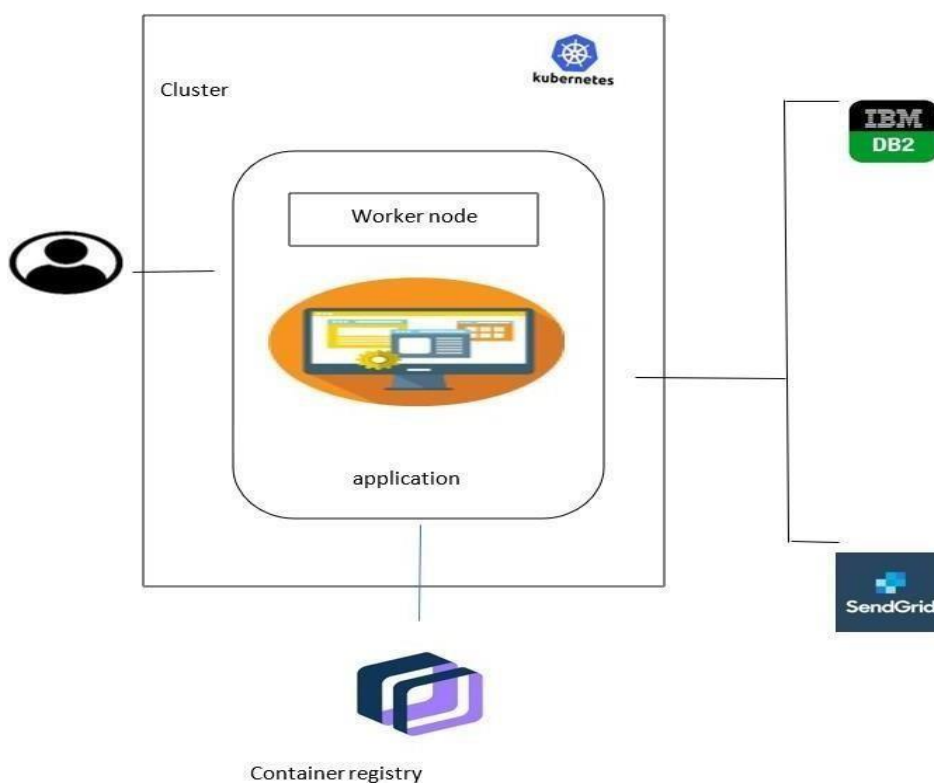 kubernetes
Cluster
IBM
DB2
Worker node
application
SendGrid
Container registry